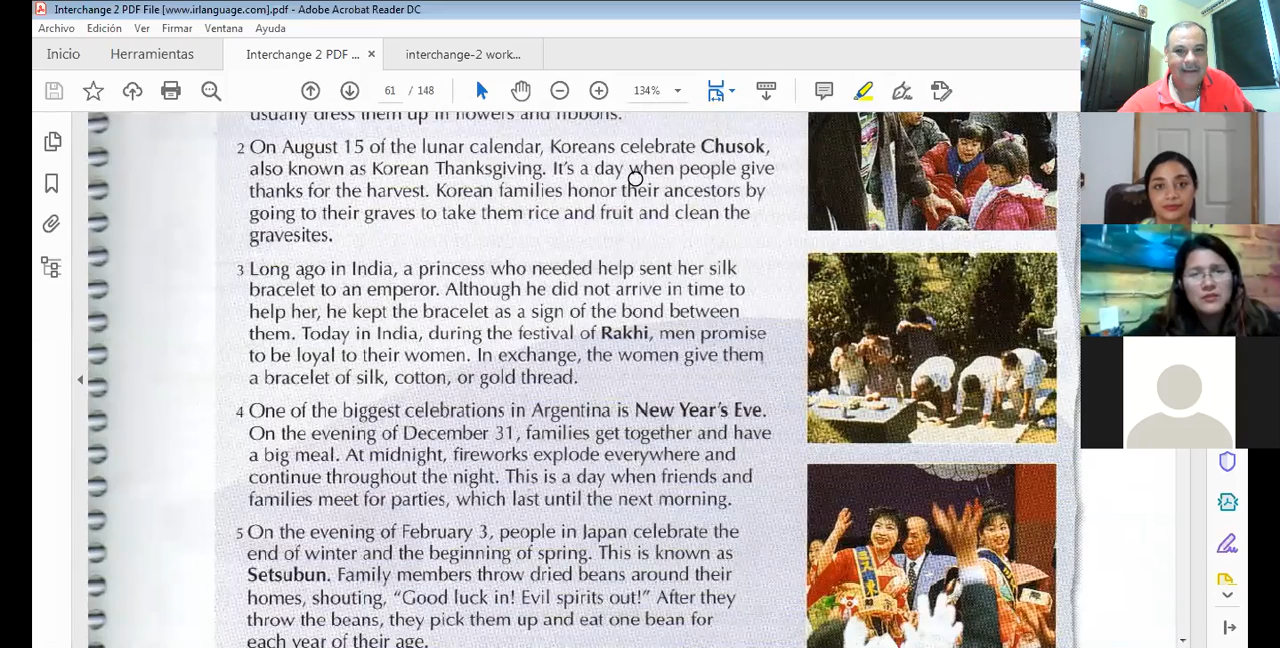 Interchange 2 PDF File [www.irlanguage.com].pdf - Adobe Acrobat Reader DC
Archivo Edición Ver Firmar Ventana Ayuda
Inicio Herramientas Interchange 2 PDF ... × interchange-2 work...
61 / 148 134%
usually dress them up in flowers and ribbons.
2 On August 15 of the lunar calendar, Koreans celebrate Chusok,
also known as Korean Thanksgiving. It's a day when people give
thanks for the harvest. Korean families honor their ancestors by
going to their graves to take them rice and fruit and clean the
gravesites.
3 Long ago in India, a princess who needed help sent her silk
bracelet to an emperor. Although he did not arrive in time to
help her, he kept the bracelet as a sign of the bond between
them. Today in India, during the festival of Rakhi, men promise
to be loyal to their women. In exchange, the women give them
a bracelet of silk, cotton, or gold thread.
4 One of the biggest celebrations in Argentina is New Year's Eve.
On the evening of December 31, families get together and have
a big meal. At midnight, fireworks explode everywhere and
continue throughout the night. This is a day when friends and
families meet for parties, which last until the next morning.
5 On the evening of February 3, people in Japan celebrate the
end of winter and the beginning of spring. This is known as
Setsubun. Family members throw dried beans around their
homes, shouting, "Good luck in! Evil spirits out!" After they
throw the beans, they pick them up and eat one bean for
each year of their age.